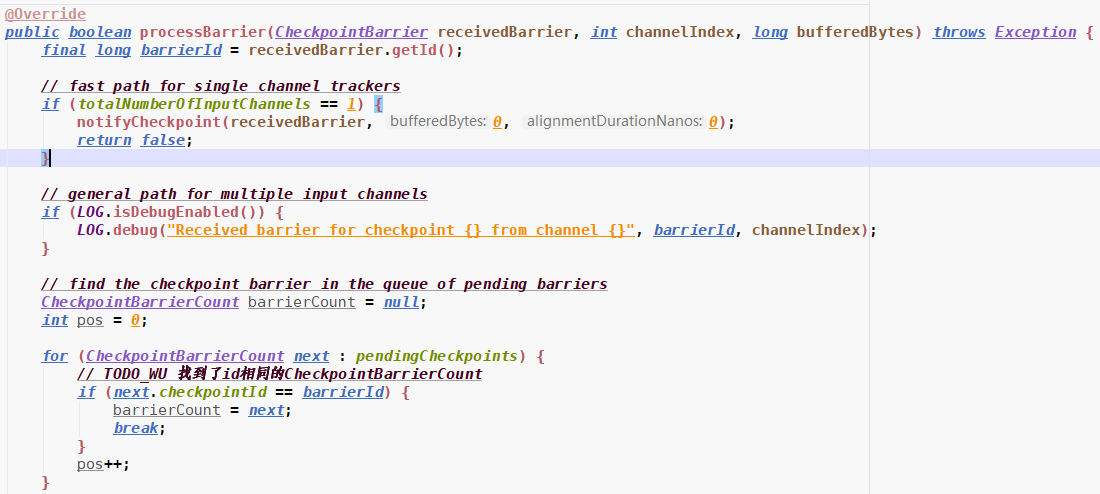 @Override
public boolean processBarrier(CheckpointBarrier receivedBarrier, int channelIndex, long bufferedBytes) throws Exception {
final long barrierId = receivedBarrier.getId();
// fast path for single channel trackers
if (totalNumberOfInputChannels == 1) {
notifyCheckpoint(receivedBarrier, bufferedBytes: 0, alignmentDurationNanos: 0);
return false;
}
// general path for multiple input channels
if (LOG.isDebugEnabled()) {
LOG.debug("Received barrier for checkpoint {} from channel {}", barrierId, channelIndex);
}
// find the checkpoint barrier in the queue of pending barriers
CheckpointBarrierCount barrierCount = null;
int pos = 0;
for (CheckpointBarrierCount next : pendingCheckpoints) {
// TODO_WU 找到了id相同的CheckpointBarrierCount
if (next.checkpointId == barrierId) {
barrierCount = next;
break;
}
pos++;
}